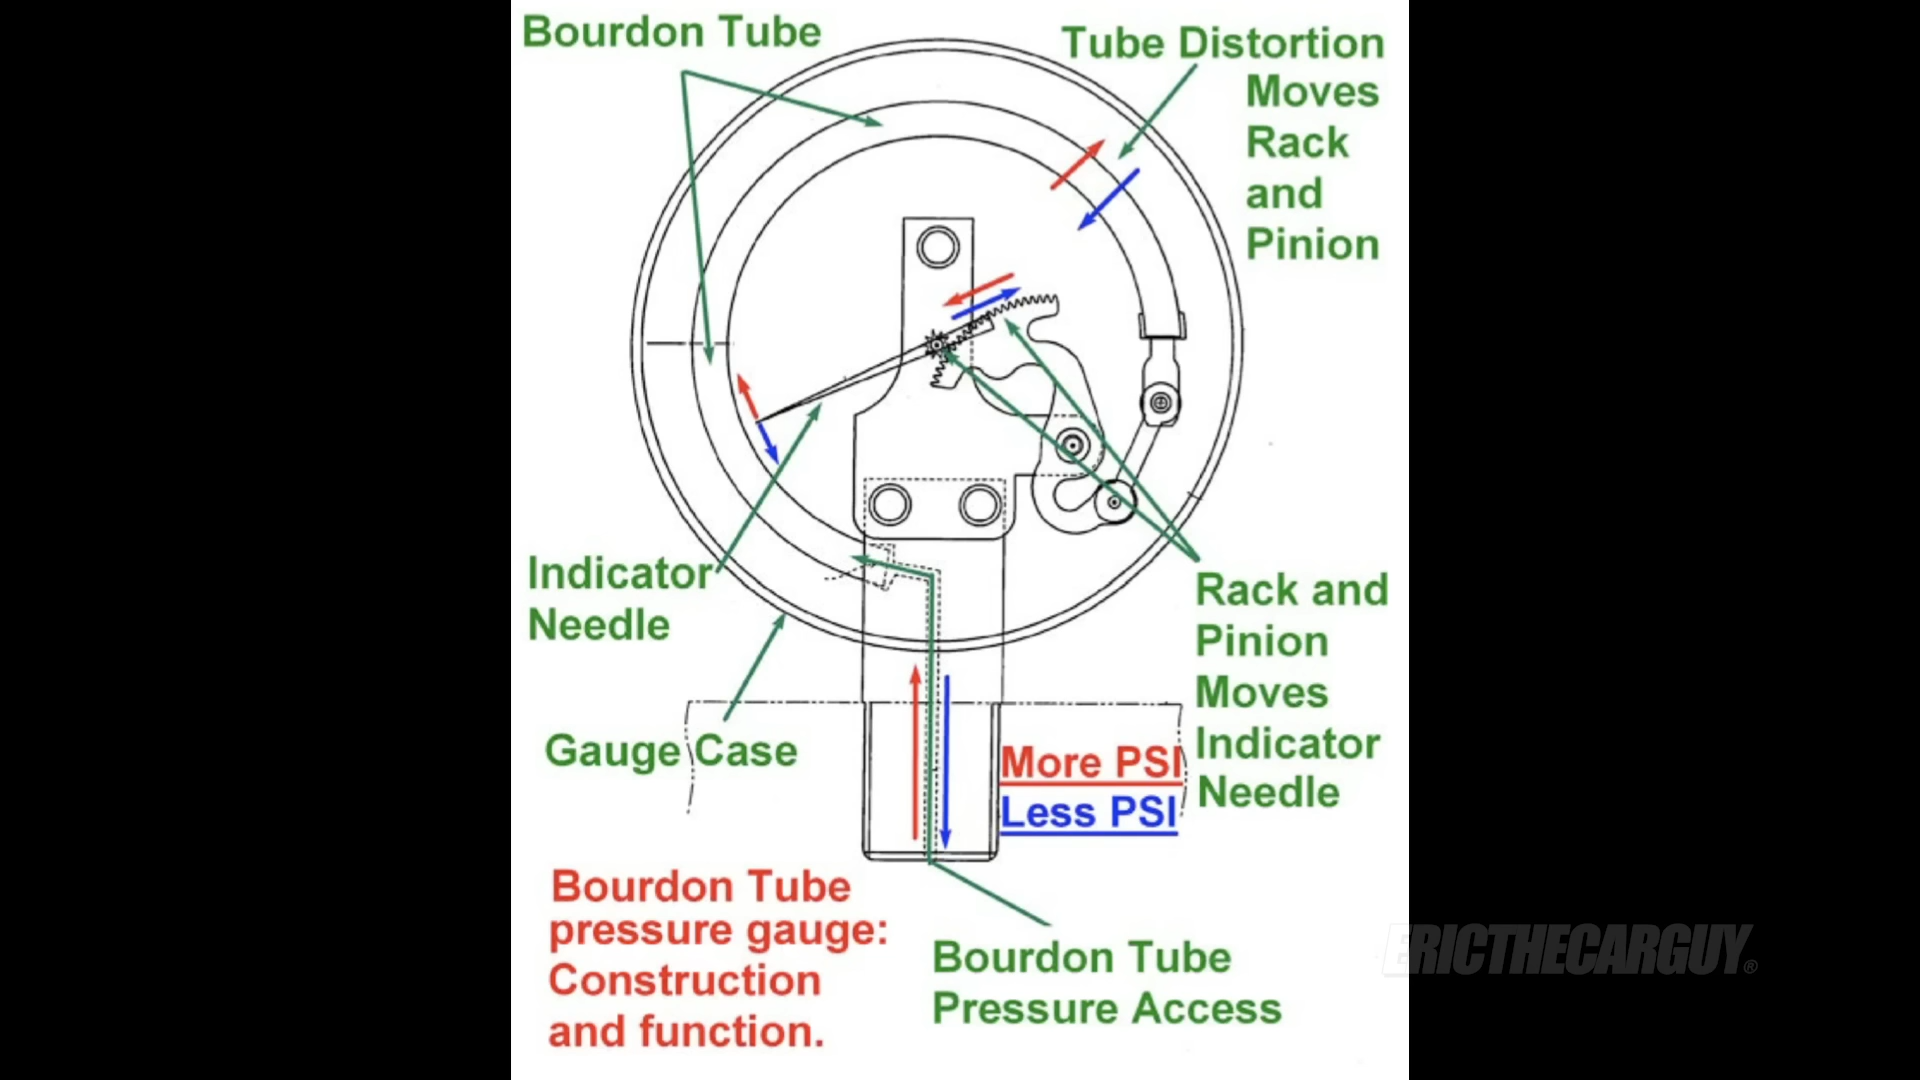 Bourdon Tube
Tube Distortion
Moves
Rack
and
Pinion
Indicator
Needle
Gauge Case
Rack and
Pinion
Moves
Indicator
Needle
More PSI
Less PSI
Bourdon Tube
pressure gauge:
Construction
and function.
Bourdon Tube
Pressure Access
ERICTHECARGUY®